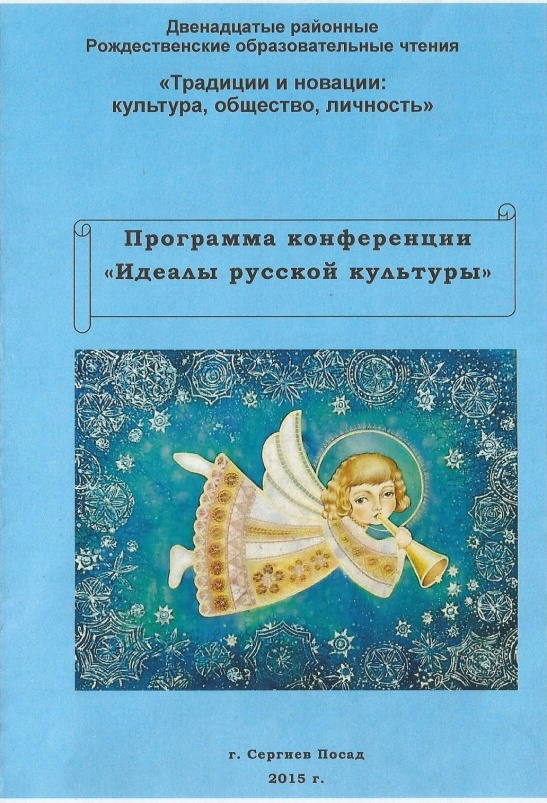 Двенадцатые районные
Рождественские образовательные чтения
«Традиции и новации:
культура, общество, личность»
Программа конференции
«Идеалы русской культуры»
г. Сергиев Посад
2015 г.